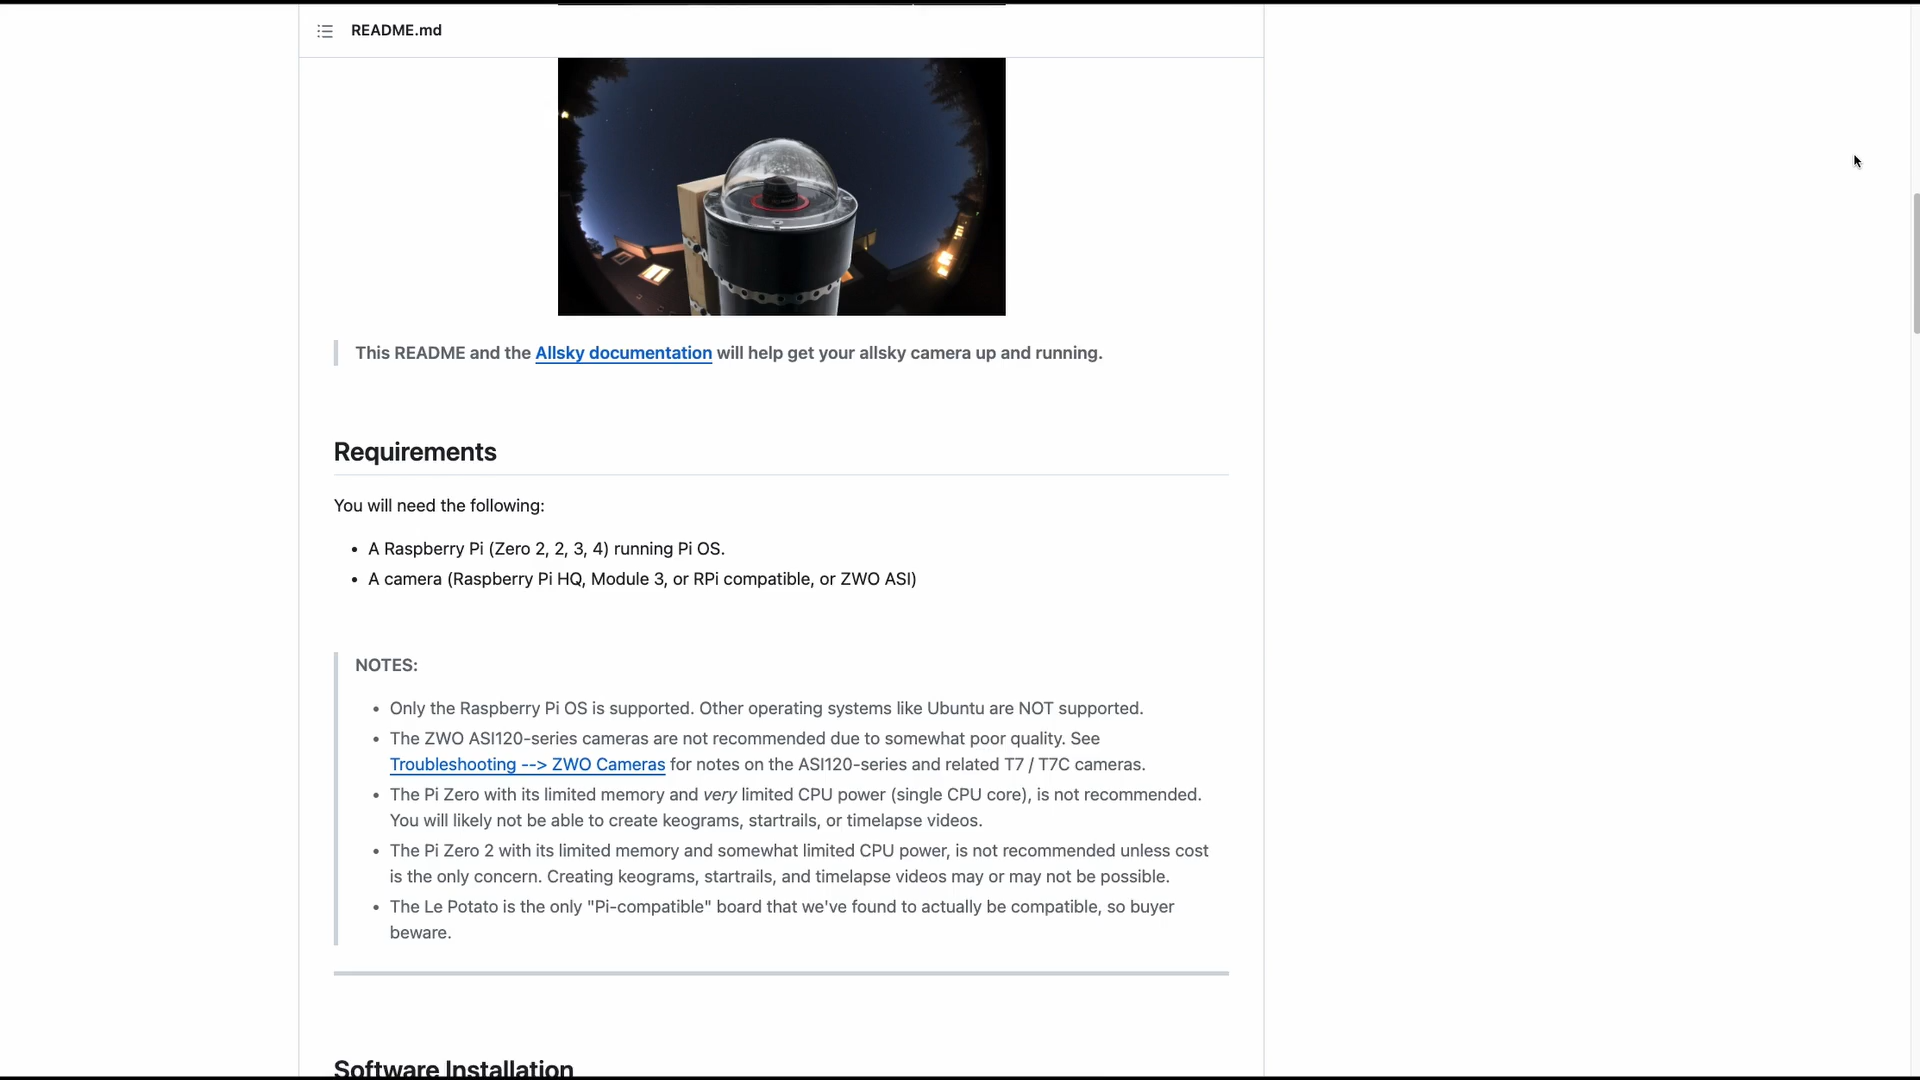 README.md
This README and the Allsky documentation will help get your allsky camera up and running.
Requirements
You will need the following:
• A Raspberry Pi (Zero 2, 2, 3, 4) running Pi OS.
• A camera (Raspberry Pi HQ, Module 3, or RPi compatible, or ZWO ASI)
NOTES:
• Only the Raspberry Pi OS is supported. Other operating systems like Ubuntu are NOT supported.
• The ZWO ASI120-series cameras are not recommended due to somewhat poor quality. See
Troubleshooting --> ZWO Cameras for notes on the ASI120-series and related T7 / T7C cameras.
• The Pi Zero with its limited memory and very limited CPU power (single CPU core), is not recommended.
You will likely not be able to create keograms, startrails, or timelapse videos.
• The Pi Zero 2 with its limited memory and somewhat limited CPU power, is not recommended unless cost
is the only concern. Creating keograms, startrails, and timelapse videos may or may not be possible.
• The Le Potato is the only "Pi-compatible" board that we've found to actually be compatible, so buyer
beware.
Software Installation